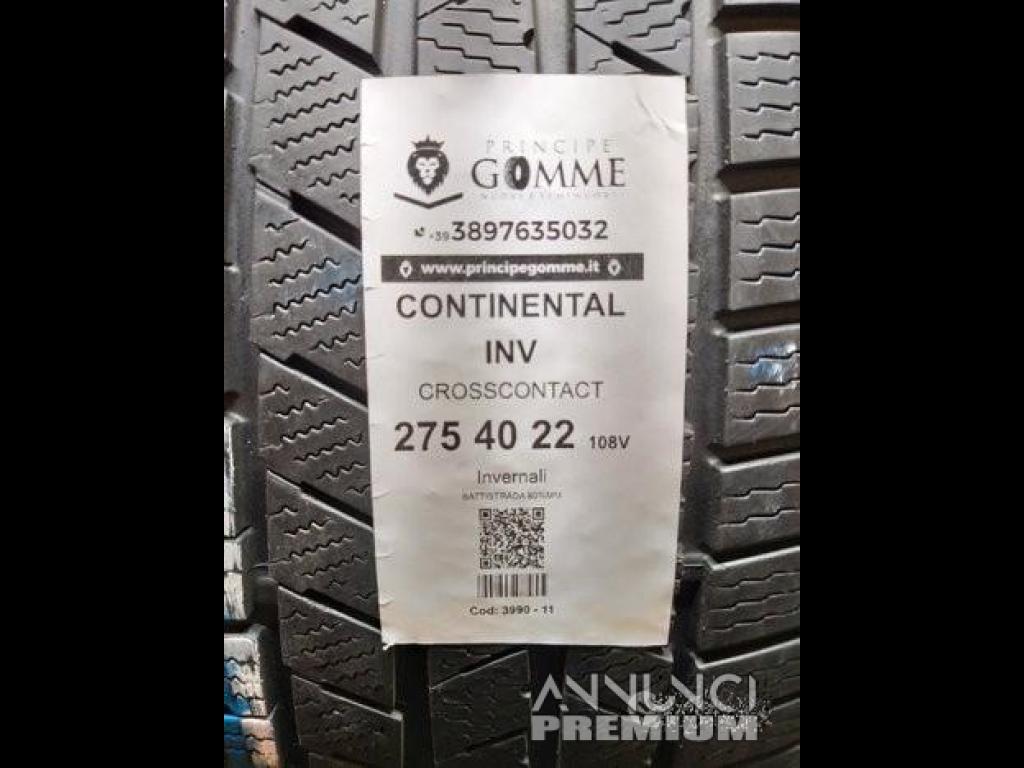 PRINCIPE
GOMME
+39 3897635032
www.principegomme.it
CONTINENTAL
INV
CROSSCONTACT
275 40 22 108V
Invernali
BATTISTRADA
Cod: 3990 - 11
ANNUNCI
PREMIUM